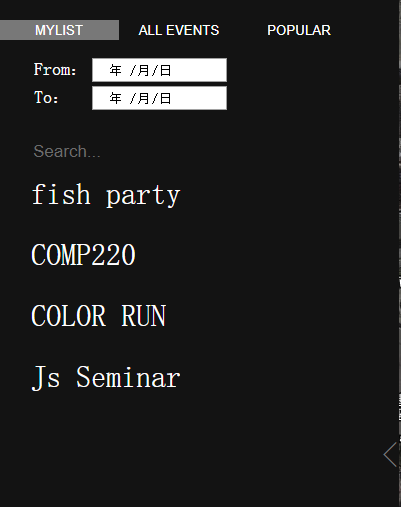 MYLIST ALL EVENTS POPULAR
From: 年 /月/日
To: 年 /月/日
Search...
fish party
COMP220
COLOR RUN
Js Seminar